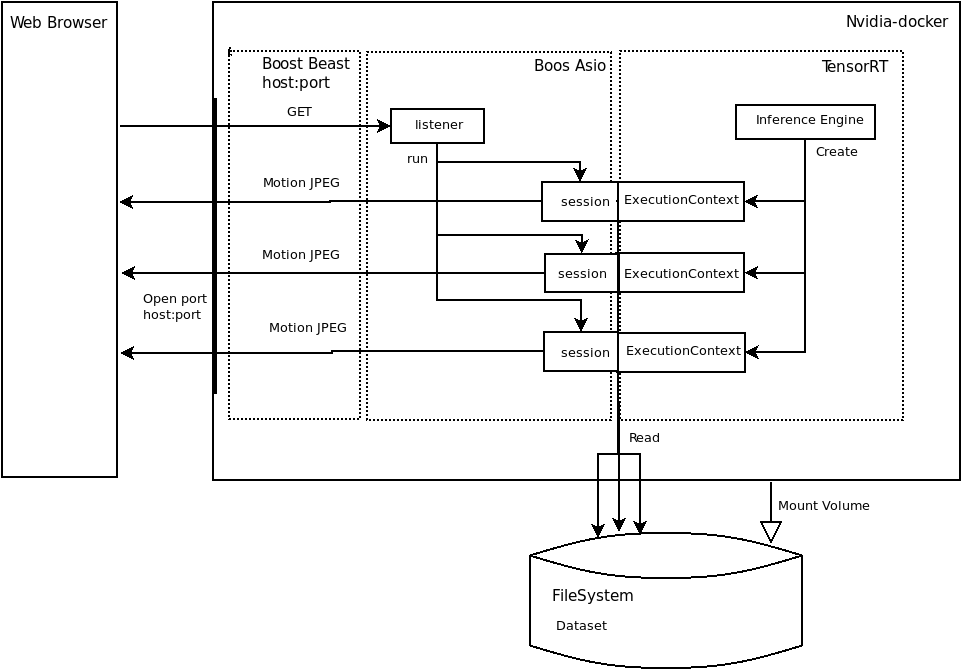 Web Browser
Nvidia-docker
Boost Beast
host:port
Boos Asio
TensorRT
GET
listener
Inference Engine
run
Create
Motion JPEG
session
ExecutionContext
Motion JPEG
session
ExecutionContext
Open port
host:port
Motion JPEG
session
ExecutionContext
Read
Mount Volume
FileSystem
Dataset